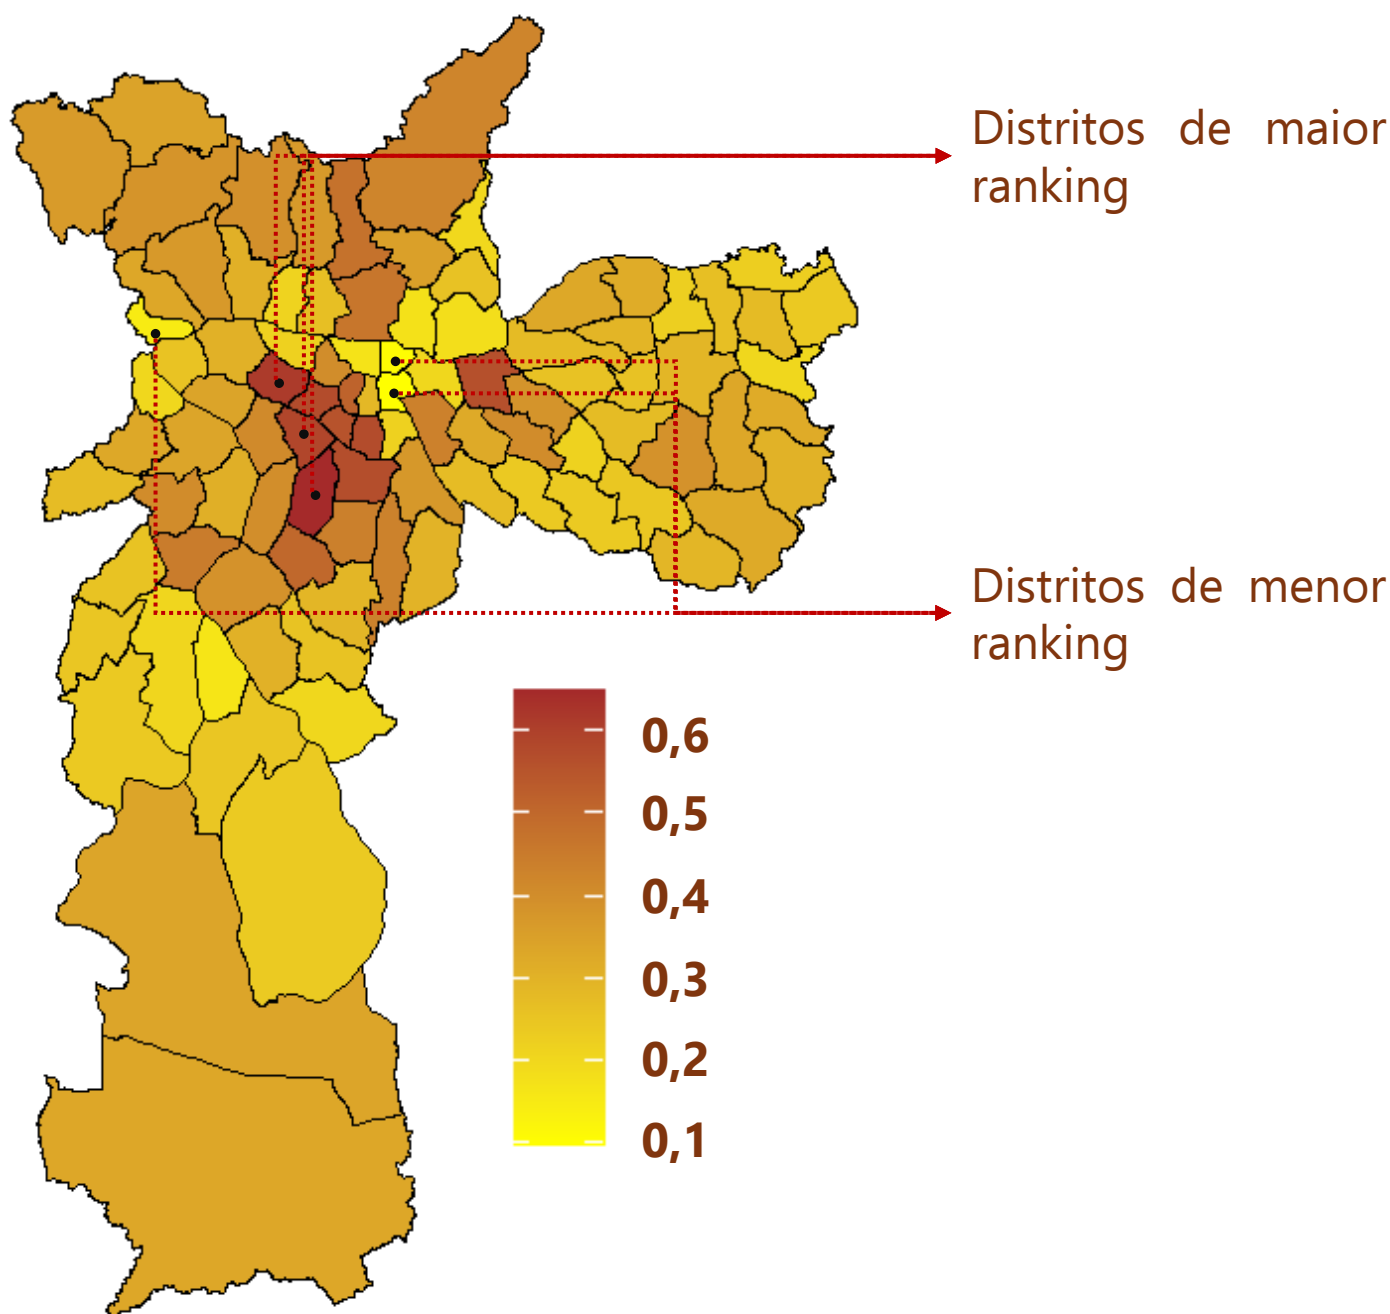 Distritos de maior
ranking
Distritos de menor
ranking
0,6
0,5
0,4
0,3
0,2
0,1